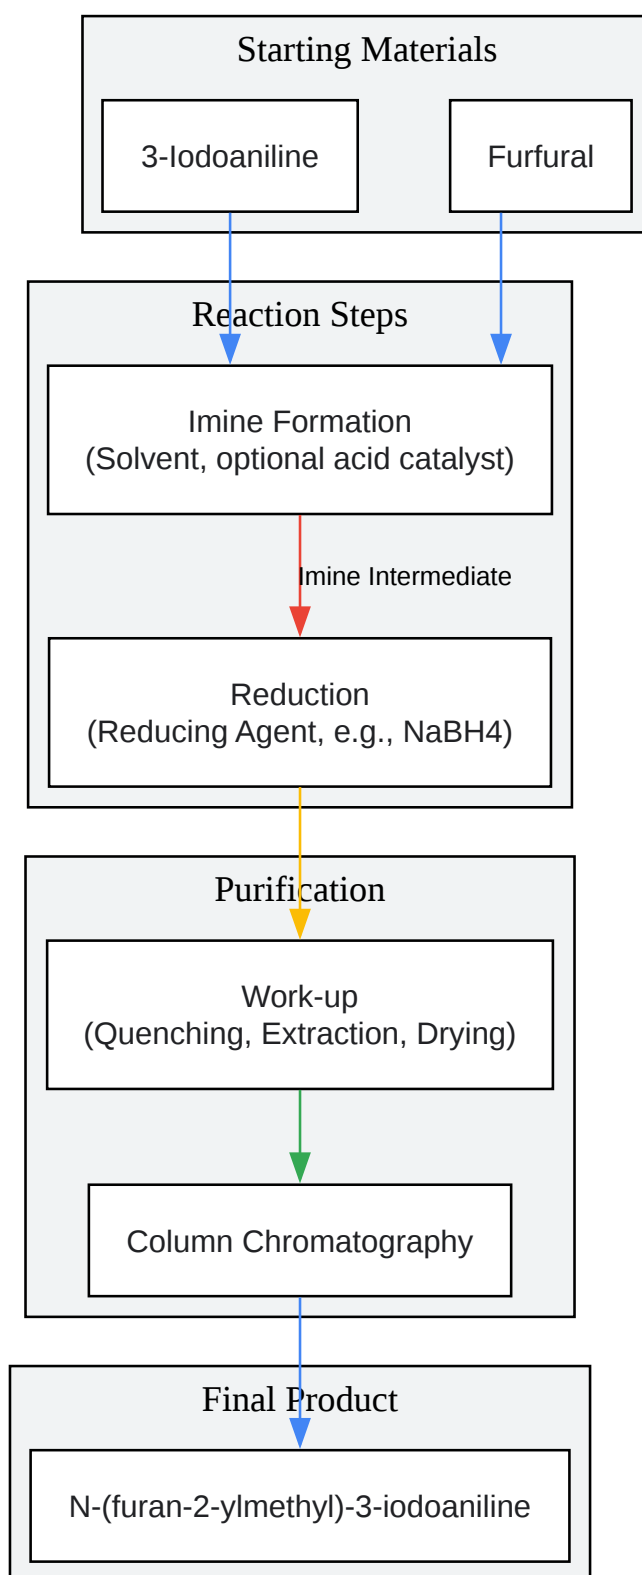 Starting Materials
3-Iodoaniline
Furfural
Reaction Steps
Imine Formation
(Solvent, optional acid catalyst)
Imine Intermediate
Reduction
(Reducing Agent, e.g., NaBH4)
Purification
Work-up
(Quenching, Extraction, Drying)
Column Chromatography
Final Product
N-(furan-2-ylmethyl)-3-iodoaniline